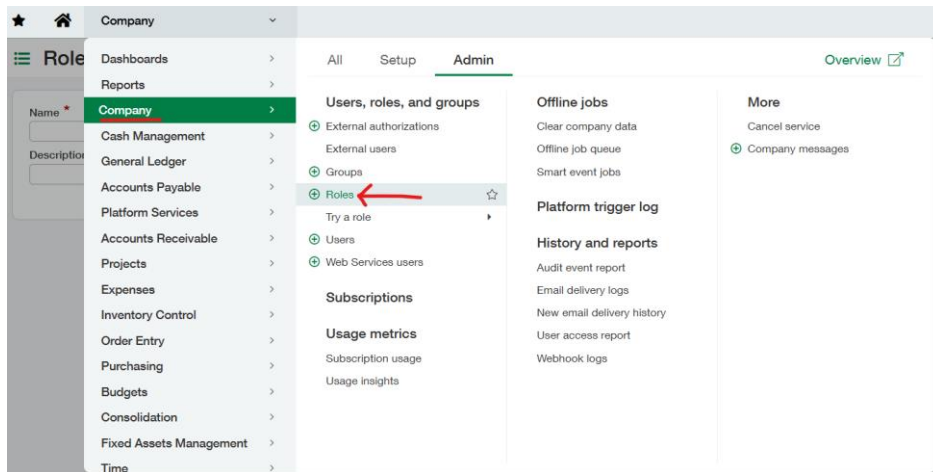 Company
Role
Name *
Description
Dashboards
Reports
Company
Cash Management
General Ledger
Accounts Payable
Platform Services
Accounts Receivable
Projects
Expenses
Inventory Control
Order Entry
Purchasing
Budgets
Consolidation
Fixed Assets Management
Time
All Setup Admin
Overview
Users, roles, and groups
External authorizations
External users
Groups
Roles
Try a role
Users
Web Services users
Subscriptions
Usage metrics
Subscription usage
Usage insights
Offline jobs
Clear company data
Offline job queue
Smart event jobs
Platform trigger log
History and reports
Audit event report
Email delivery logs
New email delivery history
User access report
Webhook logs
More
Cancel service
Company messages